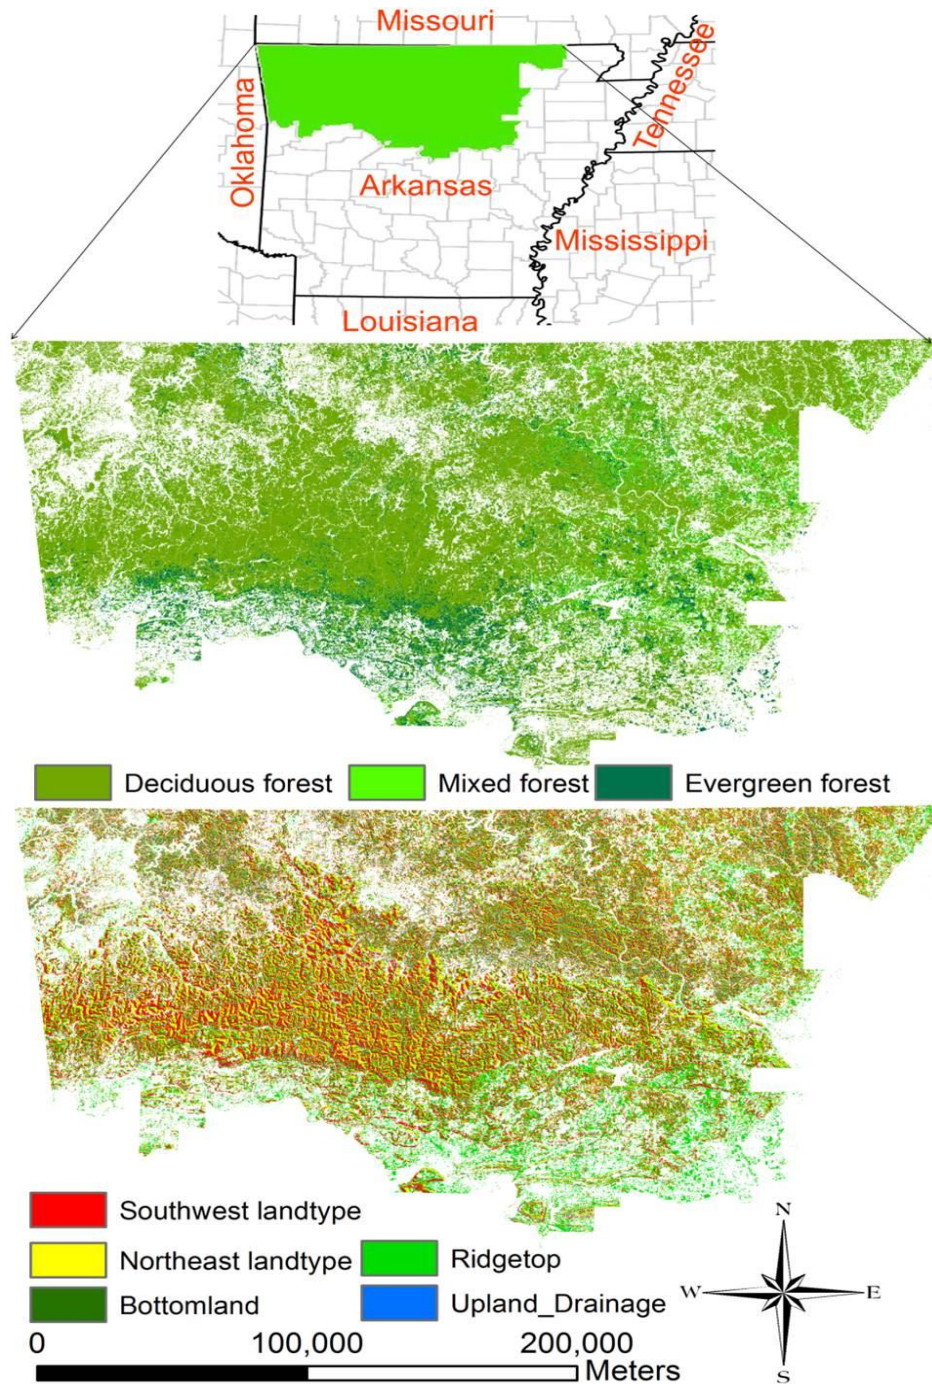 Missouri
Oklahoma
Tennessee
Arkansas
Mississippi
Louisiana
Deciduous forest
Mixed forest
Evergreen forest
Southwest landtype
Northeast landtype
Ridgetop
Bottomland
Upland_Drainage
N
W
E
S
0
100,000
200,000
Meters